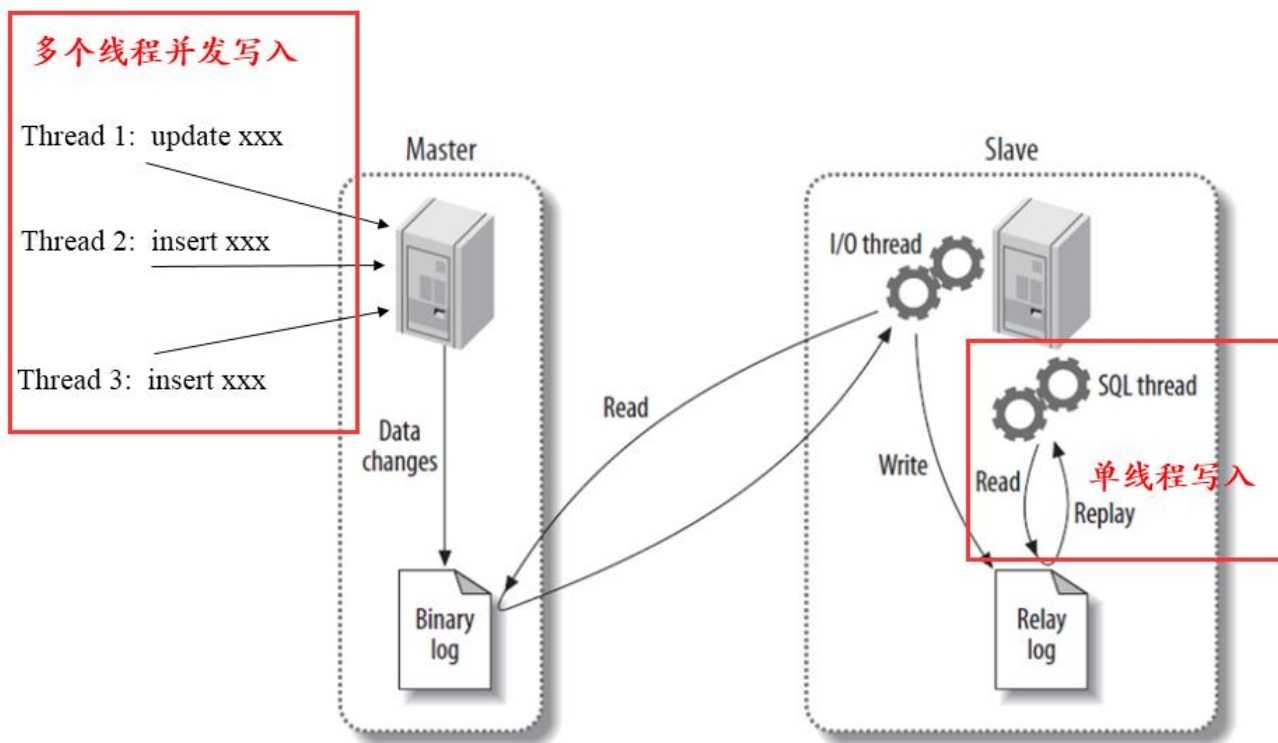 多个线程并发写入
Thread 1: update xxx
Thread 2: insert xxx
Thread 3: insert xxx
Master
Data
changes
Binary
log
Read
Slave
I/O thread
SQL thread
Write
Read
单线程写入
Replay
Relay
log